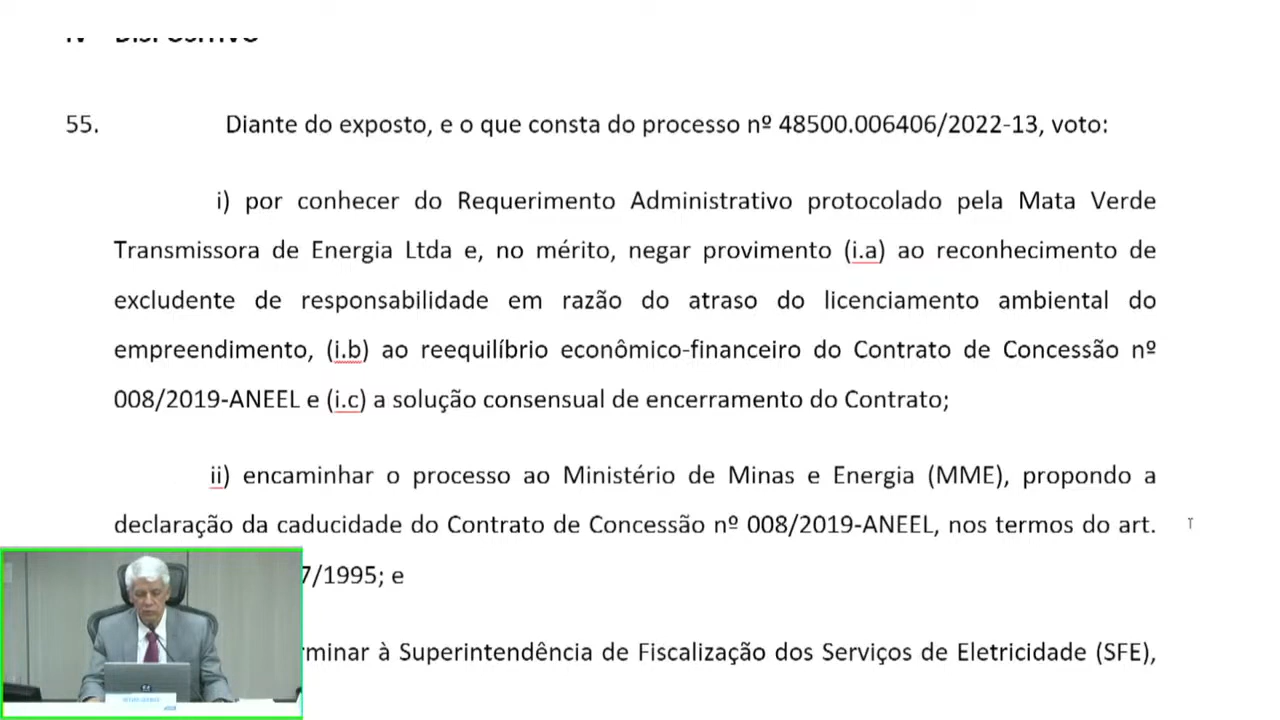 IV DISPOSITIVO
55. Diante do exposto, e o que consta do processo nº 48500.006406/2022-13, voto:
i) por conhecer do Requerimento Administrativo protocolado pela Mata Verde
Transmissora de Energia Ltda e, no mérito, negar provimento (i.a) ao reconhecimento de
excludente de responsabilidade em razão do atraso do licenciamento ambiental do
empreendimento, (i.b) ao reequilíbrio econômico-financeiro do Contrato de Concessão nº
008/2019-ANEEL e (i.c) a solução consensual de encerramento do Contrato;
ii) encaminhar o processo ao Ministério de Minas e Energia (MME), propondo a
declaração da caducidade do Contrato de Concessão nº 008/2019-ANEEL, nos termos do art.
7/1995; e
rminar à Superintendência de Fiscalização dos Serviços de Eletricidade (SFE),